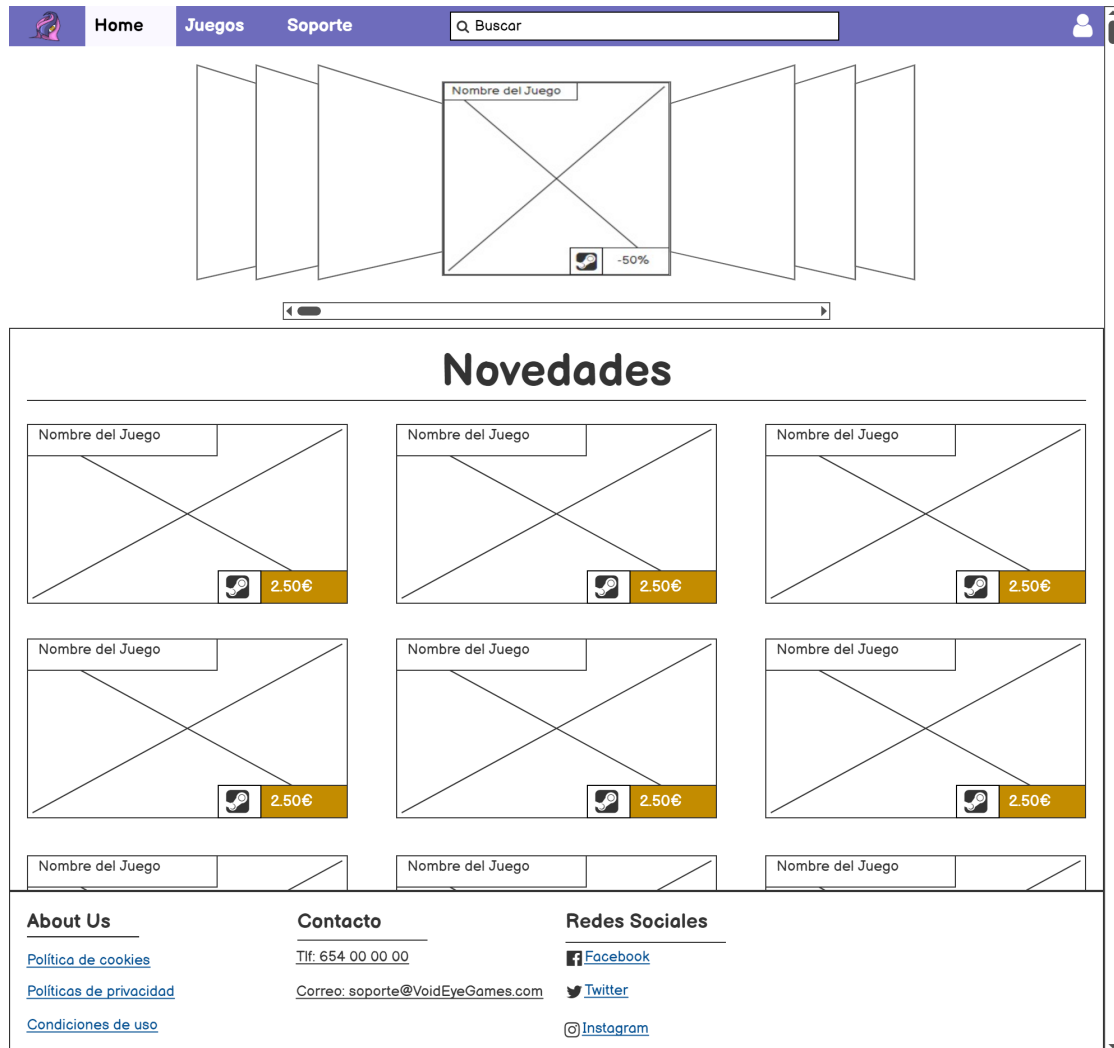 Home Juegos Soporte Buscar
Nombre del Juego
-50%
Novedades
Nombre del Juego Nombre del Juego Nombre del Juego
2.50€ 2.50€ 2.50€
Nombre del Juego Nombre del Juego Nombre del Juego
2.50€ 2.50€ 2.50€
Nombre del Juego Nombre del Juego Nombre del Juego
About Us
Política de cookies
Políticas de privacidad
Condiciones de uso
Contacto
Tlf: 654 00 00 00
Correo: soporte@VoidEyeGames.com
Redes Sociales
Facebook
Twitter
Instagram